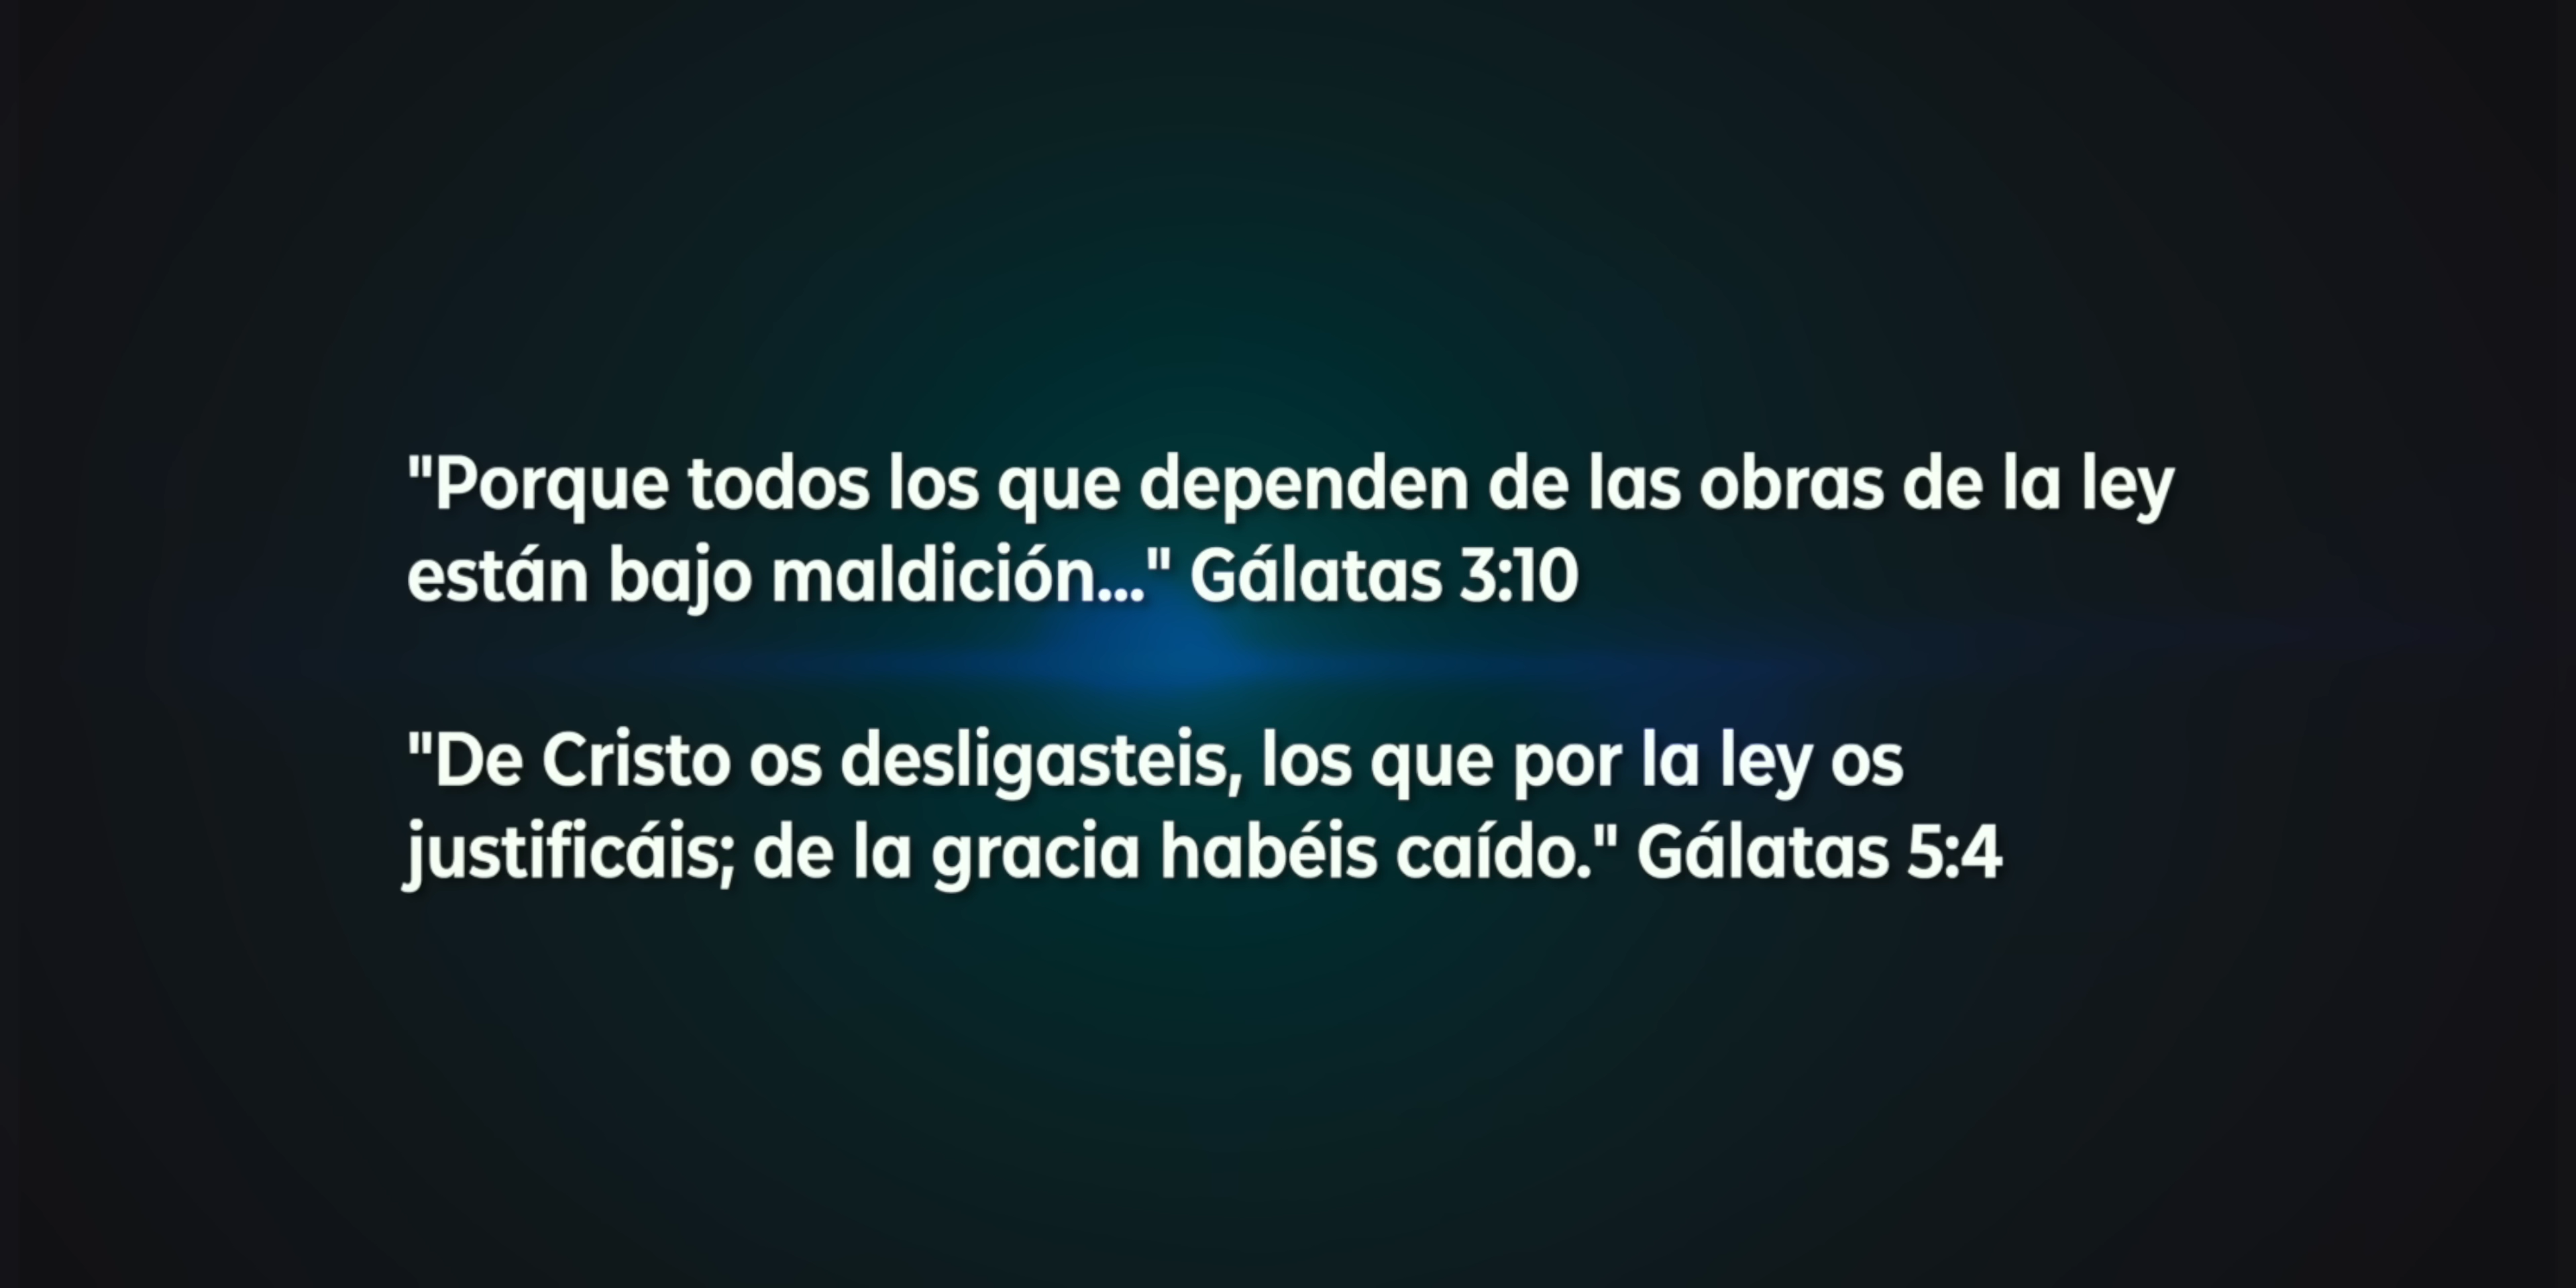 "Porque todos los que dependen de las obras de la ley
están bajo maldición..." Gálatas 3:10
"De Cristo os desligasteis, los que por la ley os
justificáis; de la gracia habéis caído." Gálatas 5:4